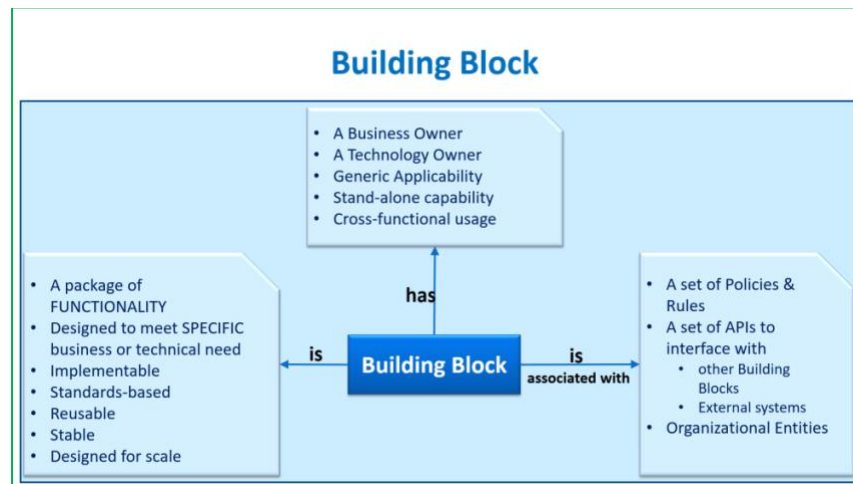 Building Block
• A Business Owner
• A Technology Owner
• Generic Applicability
• Stand-alone capability
• Cross-functional usage
• A package of
FUNCTIONALITY
• Designed to meet SPECIFIC
business or technical need
• Implementable
• Standards-based
• Reusable
• Stable
• Designed for scale
is
has
Building Block
is
associated with
• A set of Policies &
Rules
• A set of APIs to
interface with
• other Building
Blocks
• External systems
• Organizational Entities